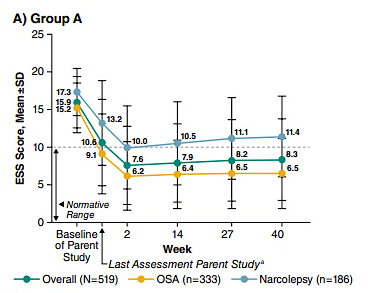 A) Group A
ESS Score, Mean±SD
25
20
15
10
5
0
17.3
15.9
15.2
13.2
10.6
9.1
10.0
7.6
6.2
10.5
7.9
6.4
11.1
8.2
6.5
11.4
8.3
6.5
Normative
Range
Baseline
of Parent
Study
2
14
27
40
Week
Last Assessment Parent Studyᵃ
Overall (N=519)
OSA (n=333)
Narcolepsy (n=186)